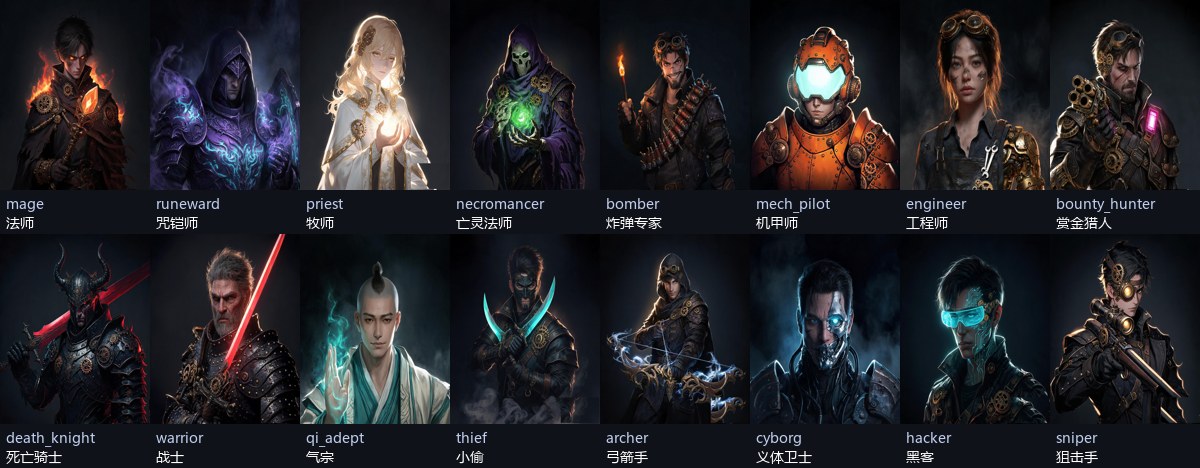 mage
法师
runeward
咒铠师
priest
牧师
necromancer
亡灵法师
bomber
炸弹专家
mech_pilot
机甲师
engineer
工程师
bounty_hunter
赏金猎人
death_knight
死亡骑士
warrior
战士
qi_adept
气宗
thief
小偷
archer
弓箭手
cyborg
义体卫士
hacker
黑客
sniper
狙击手